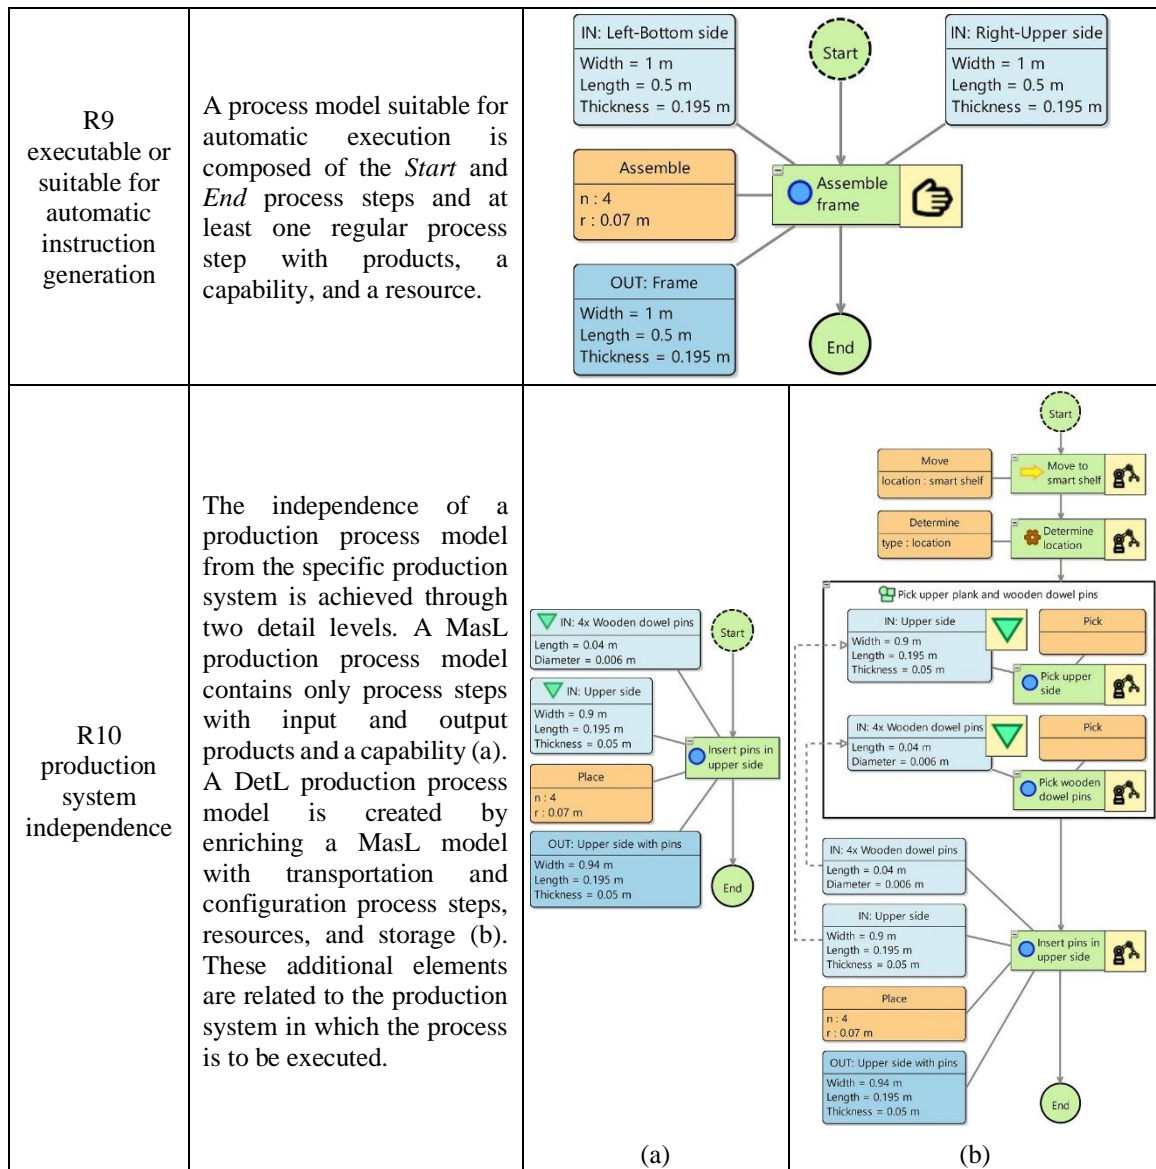 R9
executable or
suitable for
automatic
instruction
generation
A process model suitable for
automatic execution is
composed of the Start and
End process steps and at
least one regular process
step with products, a
capability, and a resource.
IN: Left-Bottom side
Width = 1 m
Length = 0.5 m
Thickness = 0.195 m
Start
IN: Right-Upper side
Width = 1 m
Length = 0.5 m
Thickness = 0.195 m
Assemble
n : 4
r : 0.07 m
Assemble
frame
OUT: Frame
Width = 1 m
Length = 0.5 m
Thickness = 0.195 m
End
R10
production
system
independence
The independence of a
production process model
from the specific production
system is achieved through
two detail levels. A MasL
production process model
contains only process steps
with input and output
products and a capability (a).
A DetL production process
model is created by
enriching a MasL model
with transportation and
configuration process steps,
resources, and storage (b).
These additional elements
are related to the production
system in which the process
is to be executed.
IN: 4x Wooden dowel pins
Length = 0.04 m
Diameter = 0.006 m
Start
IN: Upper side
Width = 0.9 m
Length = 0.195 m
Thickness = 0.05 m
Insert pins in
upper side
Place
n : 4
r : 0.07 m
OUT: Upper side with pins
Width = 0.94 m
Length = 0.195 m
Thickness = 0.05 m
End
(a)
Start
Move
location : smart shelf
Move to
smart shelf
Determine
type : location
Determine
location
Pick upper plank and wooden dowel pins
IN: Upper side
Width = 0.9 m
Length = 0.195 m
Thickness = 0.05 m
Pick
Pick upper
side
IN: 4x Wooden dowel pins
Length = 0.04 m
Diameter = 0.006 m
Pick
Pick wooden
dowel pins
IN: 4x Wooden dowel pins
Length = 0.04 m
Diameter = 0.006 m
IN: Upper side
Width = 0.9 m
Length = 0.195 m
Thickness = 0.05 m
Insert pins in
upper side
Place
n : 4
r : 0.07 m
OUT: Upper side with pins
Width = 0.94 m
Length = 0.195 m
Thickness = 0.05 m
End
(b)